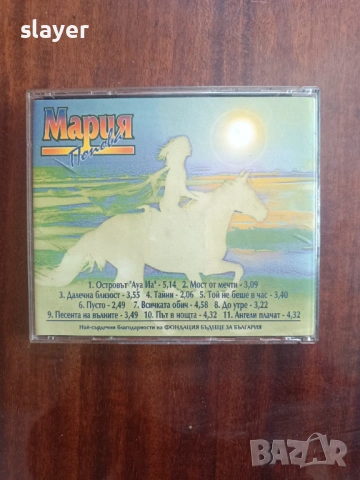 slayer
Мария
Попова
1. Островът "Ауа Иа" - 5,14 2. Мост от мечти - 3,09
3. Далечна близост - 3,55 4. Тайни - 2,06 5. Той не беше в час - 3,40
6. Пусто - 2,49 7. Всичката обич - 4,58 8. До утре - 3,22
9. Песента на вълните - 3,49 10. Път в нощта - 4,32 11. Ангели плачат - 4,32
Най-сърдечни благодарности на ФОНДАЦИЯ БЪДЕЩЕ ЗА БЪЛГАРИЯ
BAZAR
bg